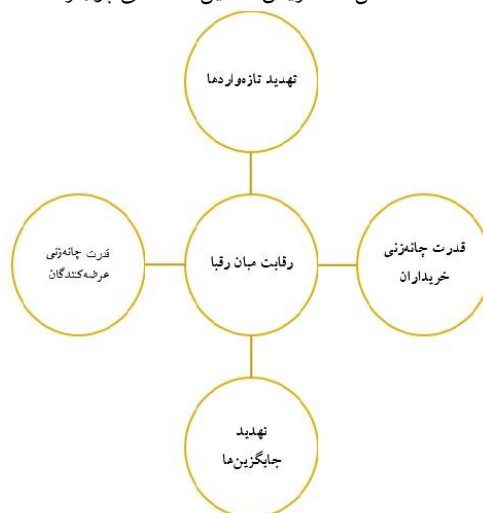 تهدید تازه‌واردها
قدرت چانه‌زنی
خریداران
رقابت میان رقبا
قدرت چانه‌زنی
عرضه‌کنندگان
تهدید
جایگزین‌ها